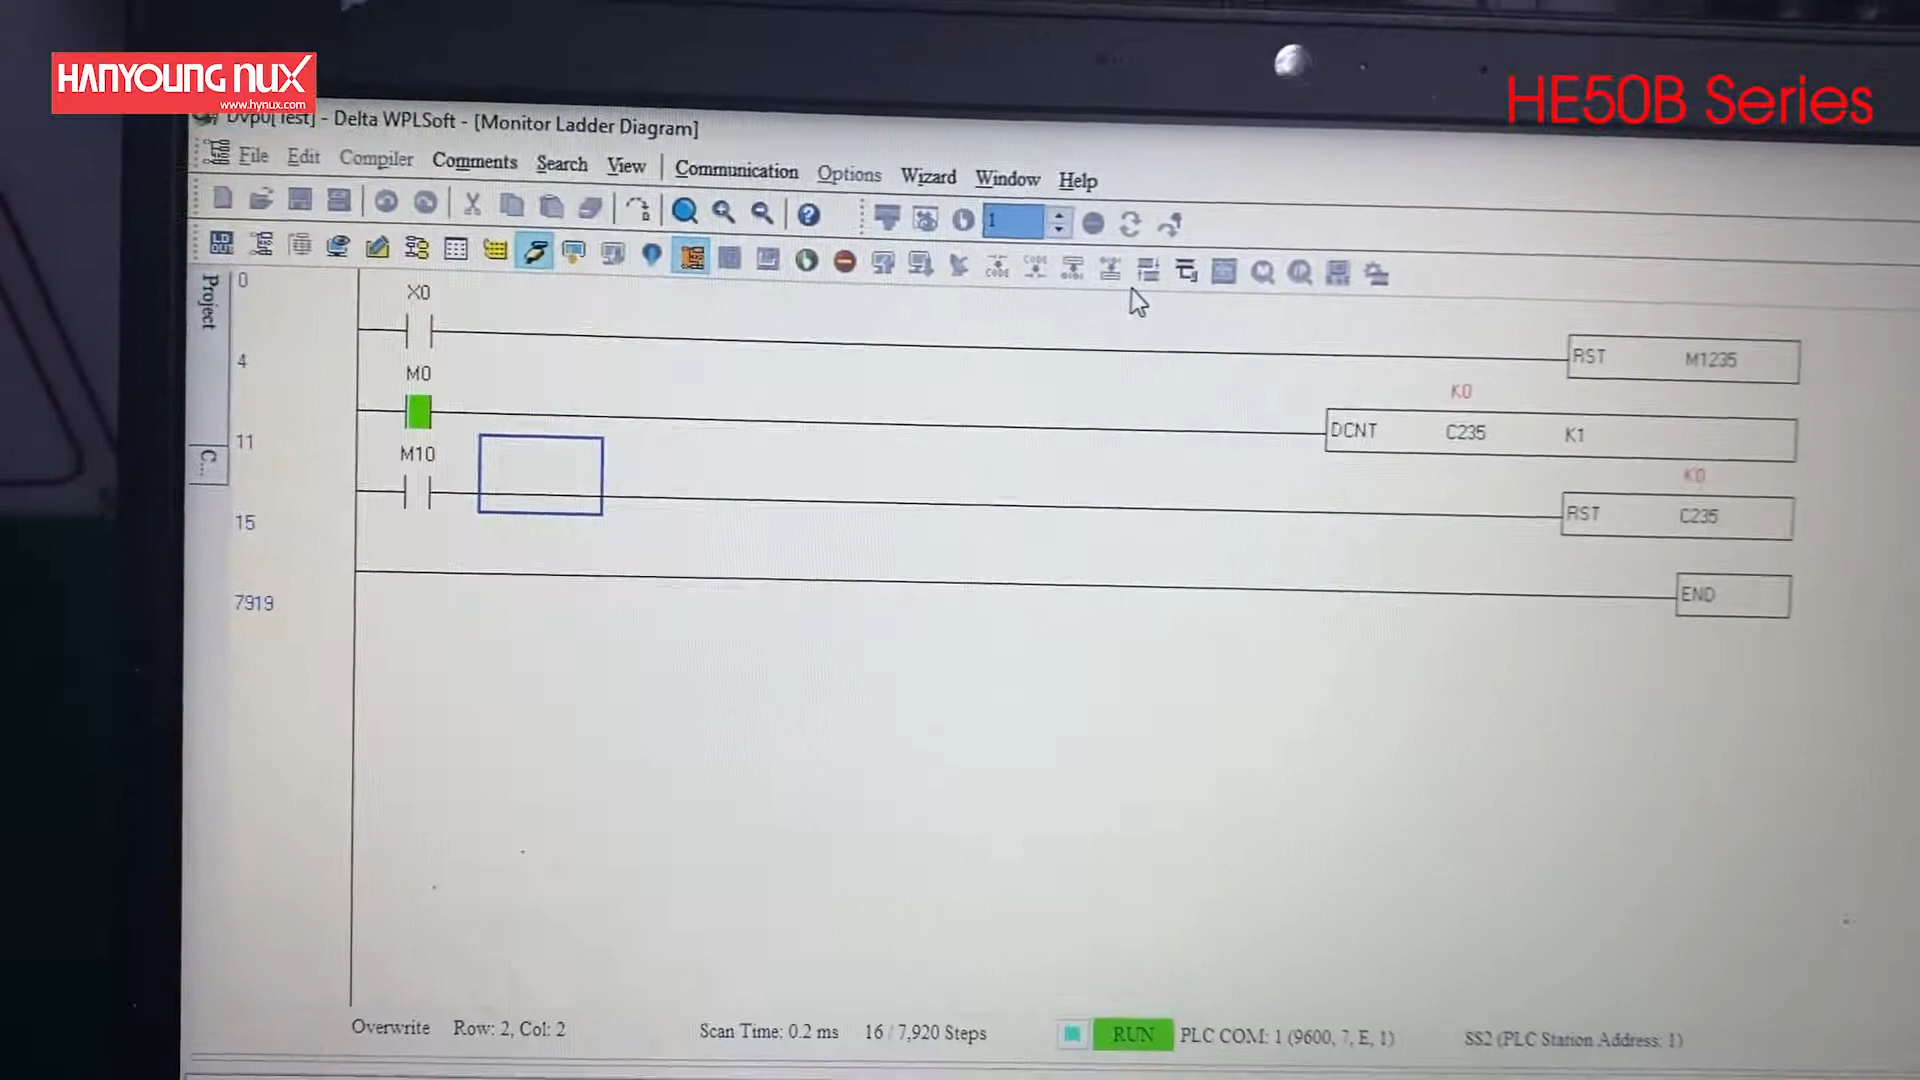 HANYOUNG NUX
www.hynux.com
HE50B Series
Dvp0[Test] - Delta WPLSoft - [Monitor Ladder Diagram]
File Edit Compiler Comments Search View Communication Options Wizard Window Help
1
Project
C...
0
X0
RST M1235
4
M0
K0
DCNT C235 K1
11
M10
K0
RST C235
15
END
7919
Overwrite Row: 2, Col: 2 Scan Time: 0.2 ms 16 / 7,920 Steps RUN PLC COM: 1 (9600, 7, E, 1) SS2 (PLC Station Address: 1)